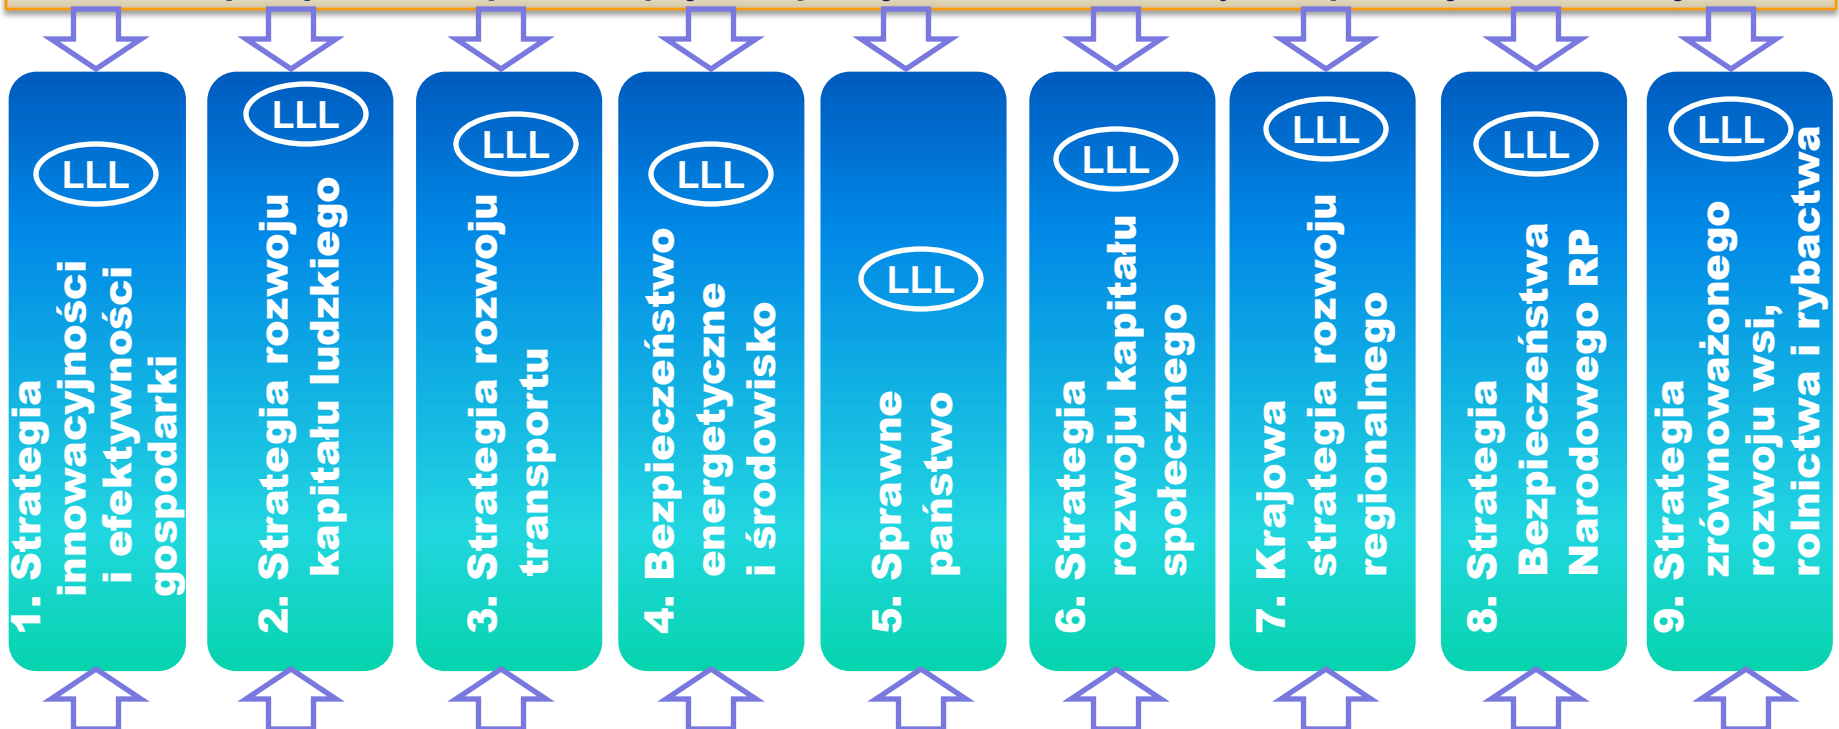 LLL
1. Strategia
innowacyjności
i efektywności
gospodarki
LLL
2. Strategia rozwoju
kapitału ludzkiego
LLL
3. Strategia rozwoju
transportu
LLL
4. Bezpieczeństwo
energetyczne
i środowisko
LLL
5. Sprawne
państwo
LLL
6. Strategia
rozwoju kapitału
społecznego
LLL
7. Krajowa
strategia rozwoju
regionalnego
LLL
8. Strategia
Bezpieczeństwa
Narodowego RP
LLL
9. Strategia
zrównoważonego
rozwoju wsi,
rolnictwa i rybactwa